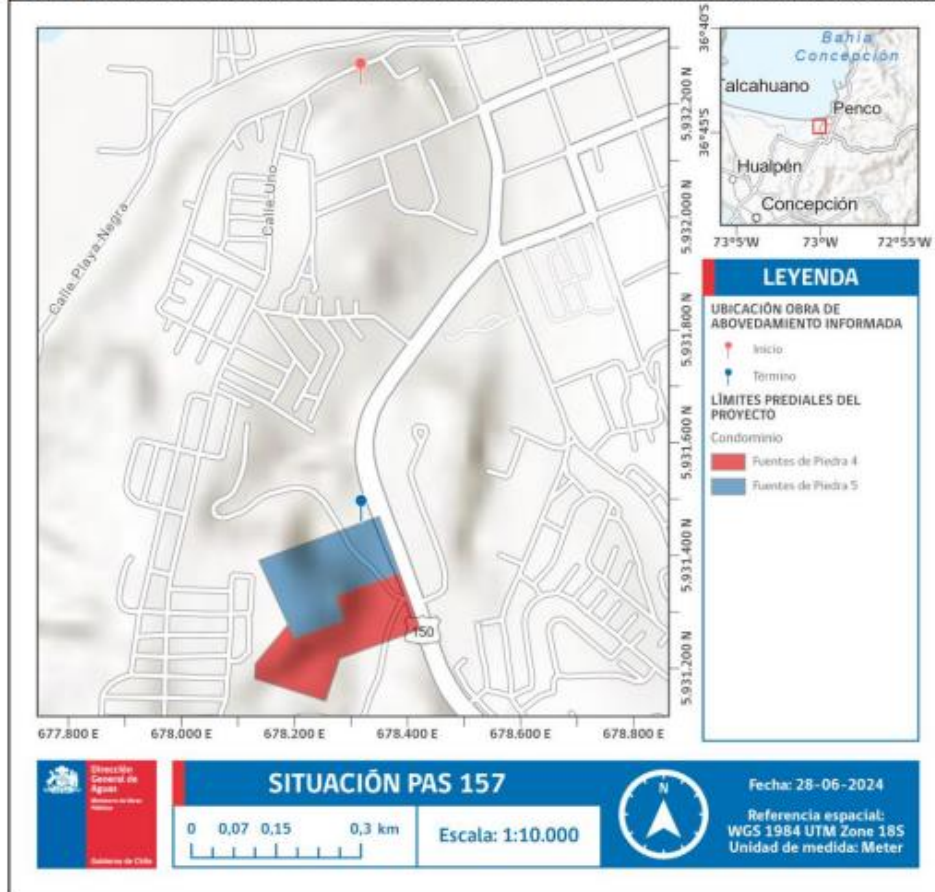 Calle Playa Negra
Calle Uno
150
5.932.200 N
5.932.000 N
5.931.800 N
5.931.600 N
5.931.400 N
5.931.200 N
677.800 E
678.000 E
678.200 E
678.400 E
678.600 E
678.800 E
36°40'S
36°45'S
Bahía
Concepción
Talcahuano
Penco
Hualpén
Concepción
73°5'W
73°W
72°55'W
LEYENDA
UBICACIÓN OBRA DE
ABOVEDAMIENTO INFORMADA
Inicio
Término
LÍMITES PREDIALES DEL
PROYECTO
Condominio
Fuentes de Piedra 4
Fuentes de Piedra 5
Dirección
General de
Aguas
Ministerio de Obras
Públicas
Gobierno de Chile
SITUACIÓN PAS 157
0 0,07 0,15 0,3 km
Escala: 1:10.000
N
Fecha: 28-06-2024
Referencia espacial:
WGS 1984 UTM Zone 18S
Unidad de medida: Meter